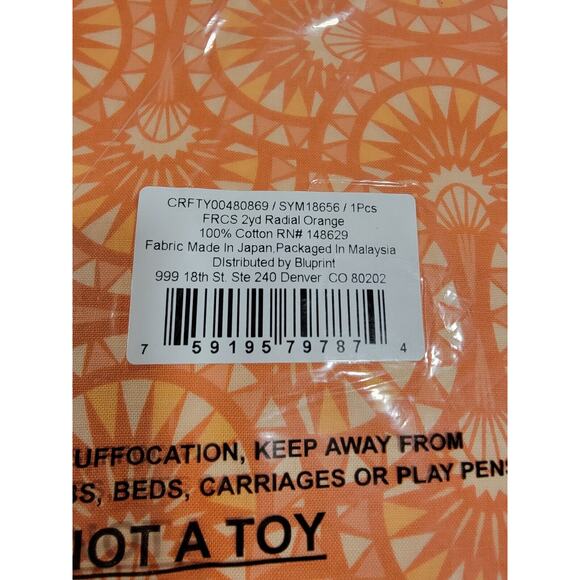 CRFTY00480869 / SYM18656 / 1Pcs
FRCS 2yd Radial Orange
100% Cotton RN# 148629
Fabric Made In Japan,Packaged In Malaysia
DIstributed by Bluprint
999 18th St. Ste 240 Denver CO 80202
7 59195 79787 4
UFFOCATION, KEEP AWAY FROM
BS, BEDS, CARRIAGES OR PLAY PENS
NOT A TOY